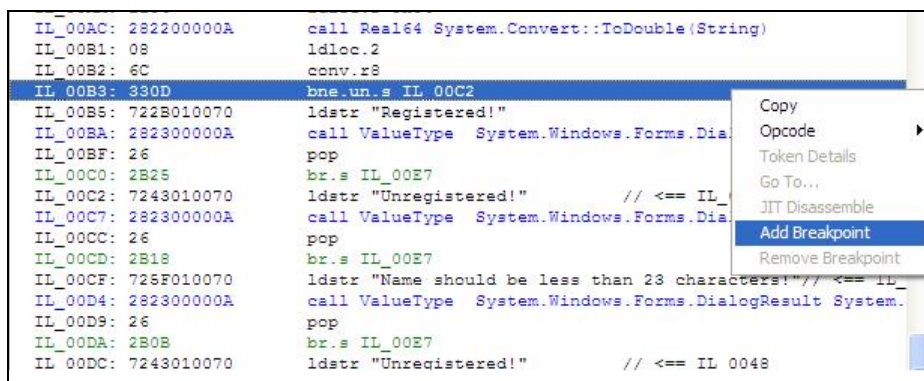 IL_00AC: 282200000A call Real64 System.Convert::ToDouble(String)
IL_00B1: 08 ldloc.2
IL_00B2: 6C conv.r8
IL_00B3: 330D bne.un.s IL_00C2
IL_00B5: 722B010070 ldstr "Registered!"
IL_00BA: 282300000A call ValueType System.Windows.Forms.Dia
IL_00BF: 26 pop
IL_00C0: 2B25 br.s IL_00E7
IL_00C2: 7243010070 ldstr "Unregistered!" // <== IL_
IL_00C7: 282300000A call ValueType System.Windows.Forms.Dia
IL_00CC: 26 pop
IL_00CD: 2B18 br.s IL_00E7
IL_00CF: 725F010070 ldstr "Name should be less than 23 characters!"// <== IL_
IL_00D4: 282300000A call ValueType System.Windows.Forms.DialogResult System.
IL_00D9: 26 pop
IL_00DA: 2B0B br.s IL_00E7
IL_00DC: 7243010070 ldstr "Unregistered!" // <== IL_0048
Copy
Opcode
Token Details
Go To...
JIT Disassemble
Add Breakpoint
Remove Breakpoint